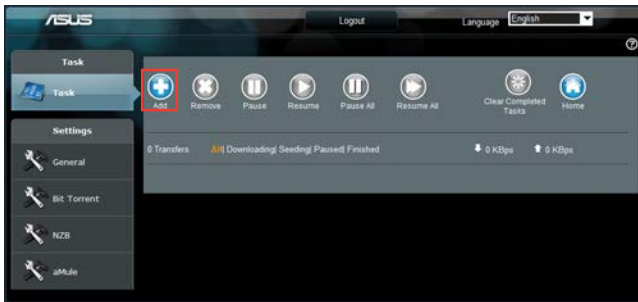 ASUS
Logout
Language English
Task
Task
Settings
General
Bit Torrent
NZB
aMule
Add Remove Pause Resume Pause All Resume All Clear Completed Tasks Home
0 Transfers All| Downloading| Seeding| Paused| Finished 0 KBps 0 KBps